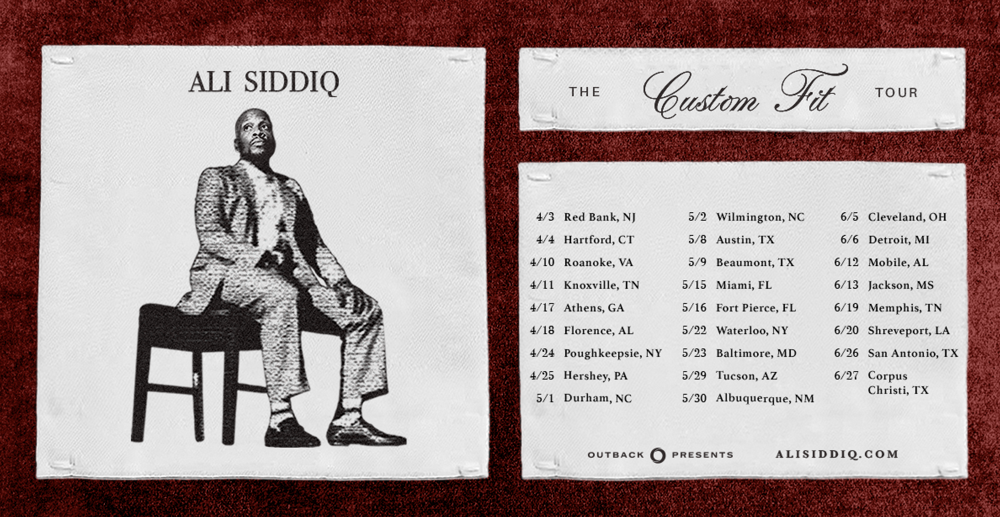 ALI SIDDIQ
THE Custom Fit TOUR
4/3 Red Bank, NJ
4/4 Hartford, CT
4/10 Roanoke, VA
4/11 Knoxville, TN
4/17 Athens, GA
4/18 Florence, AL
4/24 Poughkeepsie, NY
4/25 Hershey, PA
5/1 Durham, NC
5/2 Wilmington, NC
5/8 Austin, TX
5/9 Beaumont, TX
5/15 Miami, FL
5/16 Fort Pierce, FL
5/22 Waterloo, NY
5/23 Baltimore, MD
5/29 Tucson, AZ
5/30 Albuquerque, NM
6/5 Cleveland, OH
6/6 Detroit, MI
6/12 Mobile, AL
6/13 Jackson, MS
6/19 Memphis, TN
6/20 Shreveport, LA
6/26 San Antonio, TX
6/27 Corpus
Christi, TX
OUTBACK PRESENTS
ALISIDDIQ.COM